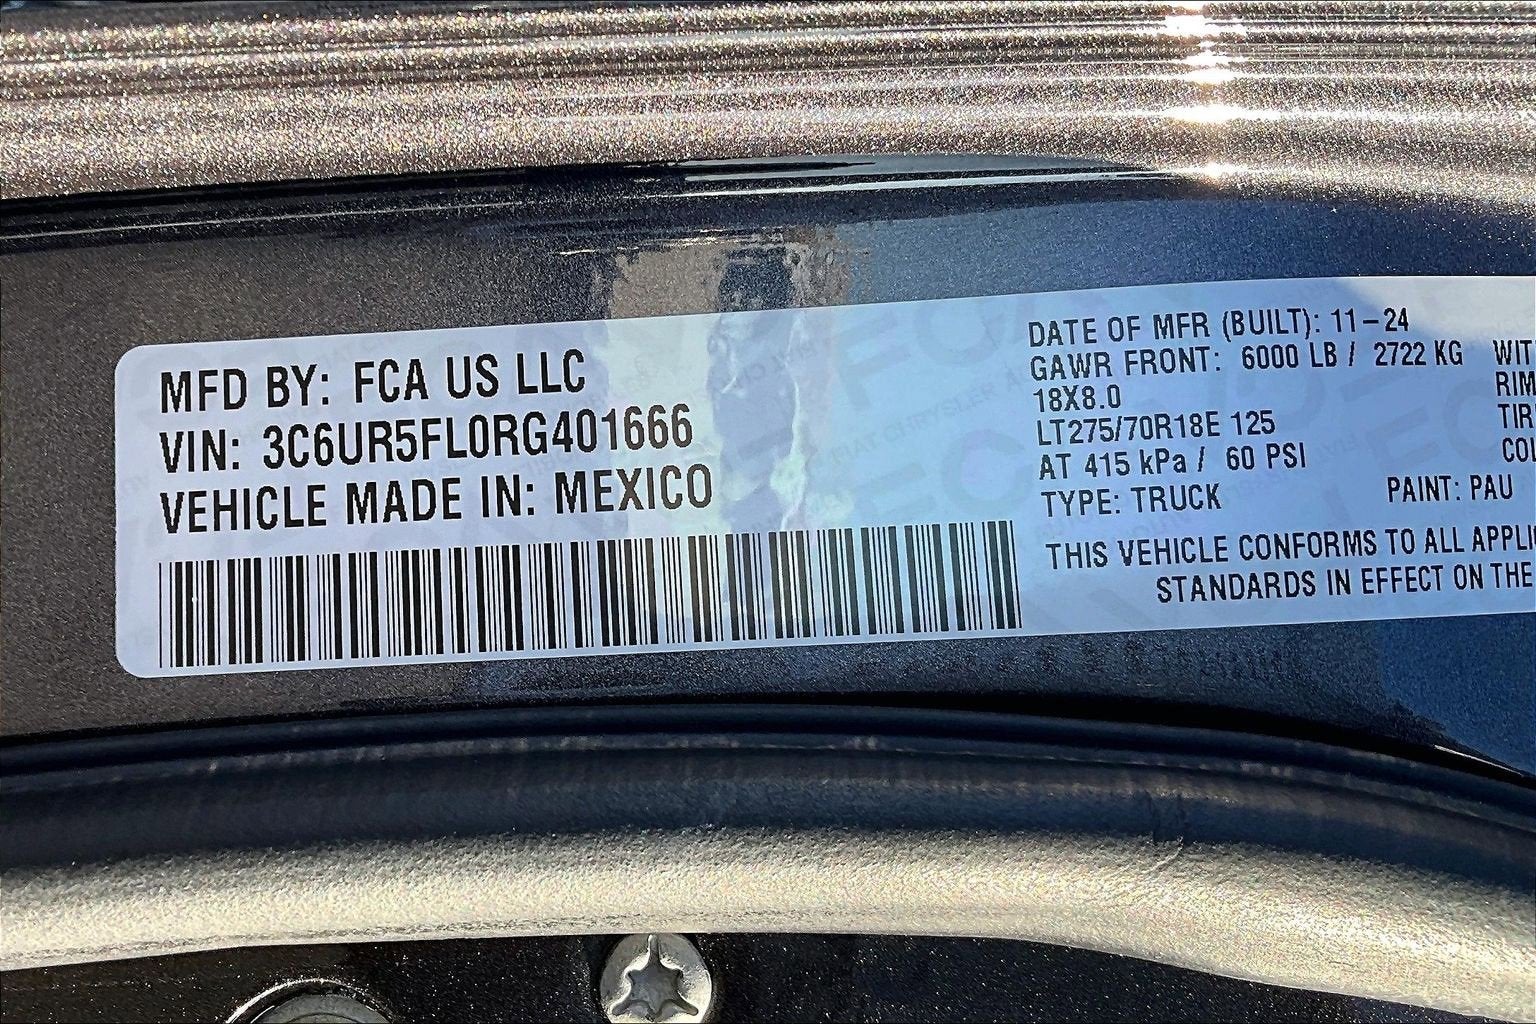 MFD BY: FCA US LLC
VIN: 3C6UR5FL0RG401666
VEHICLE MADE IN: MEXICO
DATE OF MFR (BUILT): 11-24
GAWR FRONT: 6000 LB / 2722 KG
18X8.0
LT275/70R18E 125
AT 415 kPa / 60 PSI
TYPE: TRUCK PAINT: PAU
THIS VEHICLE CONFORMS TO ALL
STANDARDS IN EFFECT ON THE